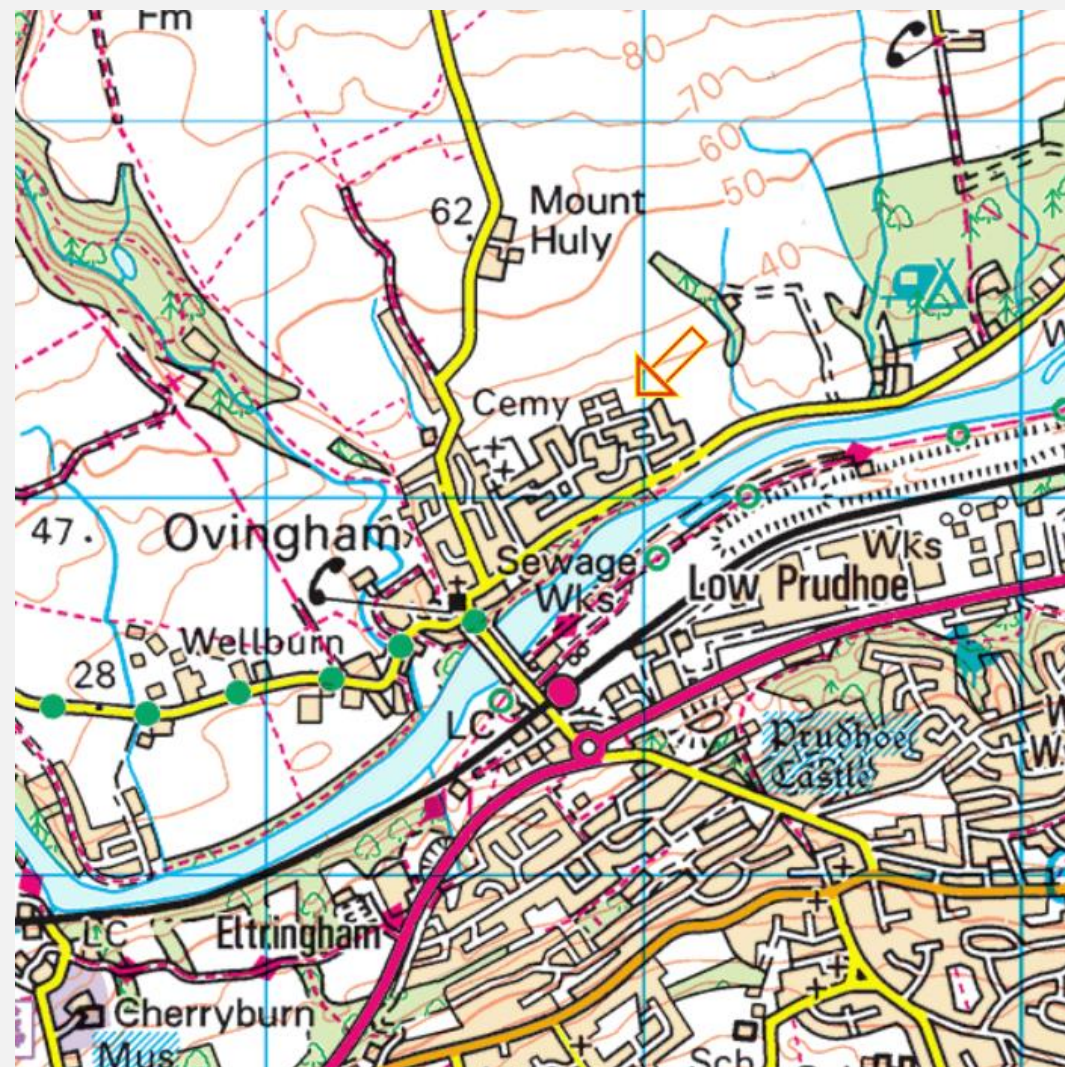 Fm
80
70
60
50
40
62
Mount
Huly
Cemy
47
Ovingham
Sewage
Wks
Wks
Low Prudhoe
Wellburn
28
LC
Prudhoe
Castle
LC
Eltringham
Cherryburn
Mus
Sch